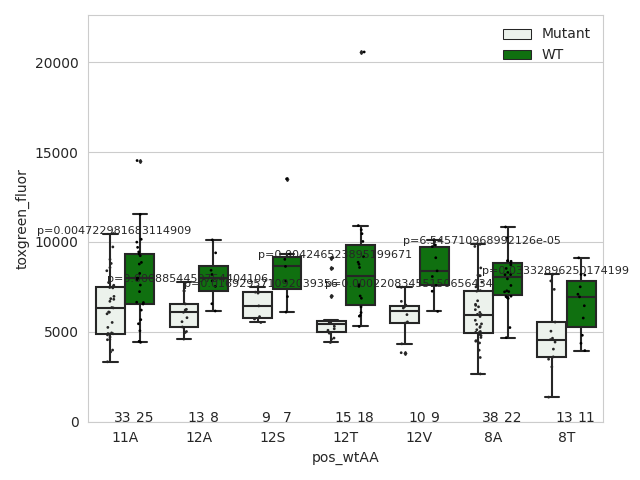 Mutant
WT
20000
15000
10000
5000
0
toxgreen_fluor
p=0.004722981683114909
p=6.545710968992126e-05
33 25 13 8 9 7 15 18 10 9 38 22 13 11
11A 12A 12S 12T 12V 8A 8T
pos_wtAA